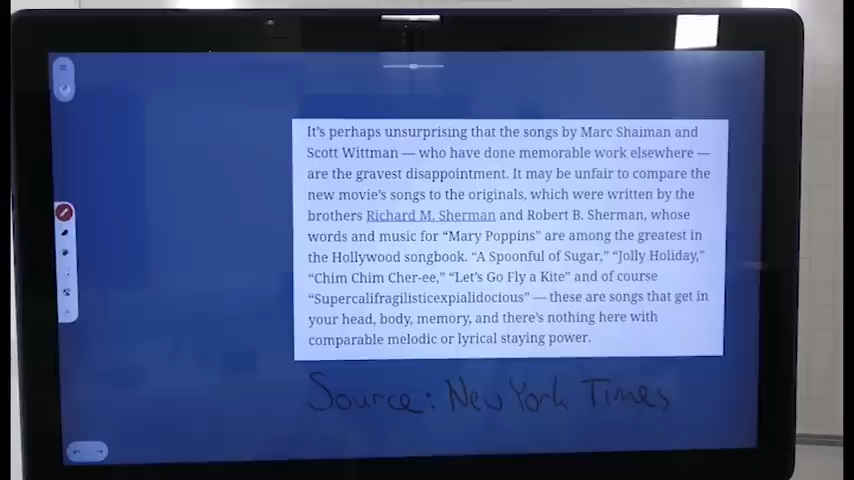 It's perhaps unsurprising that the songs by Marc Shaiman and
Scott Wittman — who have done memorable work elsewhere —
are the gravest disappointment. It may be unfair to compare the
new movie's songs to the originals, which were written by the
brothers Richard M. Sherman and Robert B. Sherman, whose
words and music for “Mary Poppins” are among the greatest in
the Hollywood songbook. “A Spoonful of Sugar,” “Jolly Holiday,”
“Chim Chim Cher-ee,” “Let's Go Fly a Kite” and of course
“Supercalifragilisticexpialidocious” — these are songs that get in
your head, body, memory, and there's nothing here with
comparable melodic or lyrical staying power.
Source: New York Times